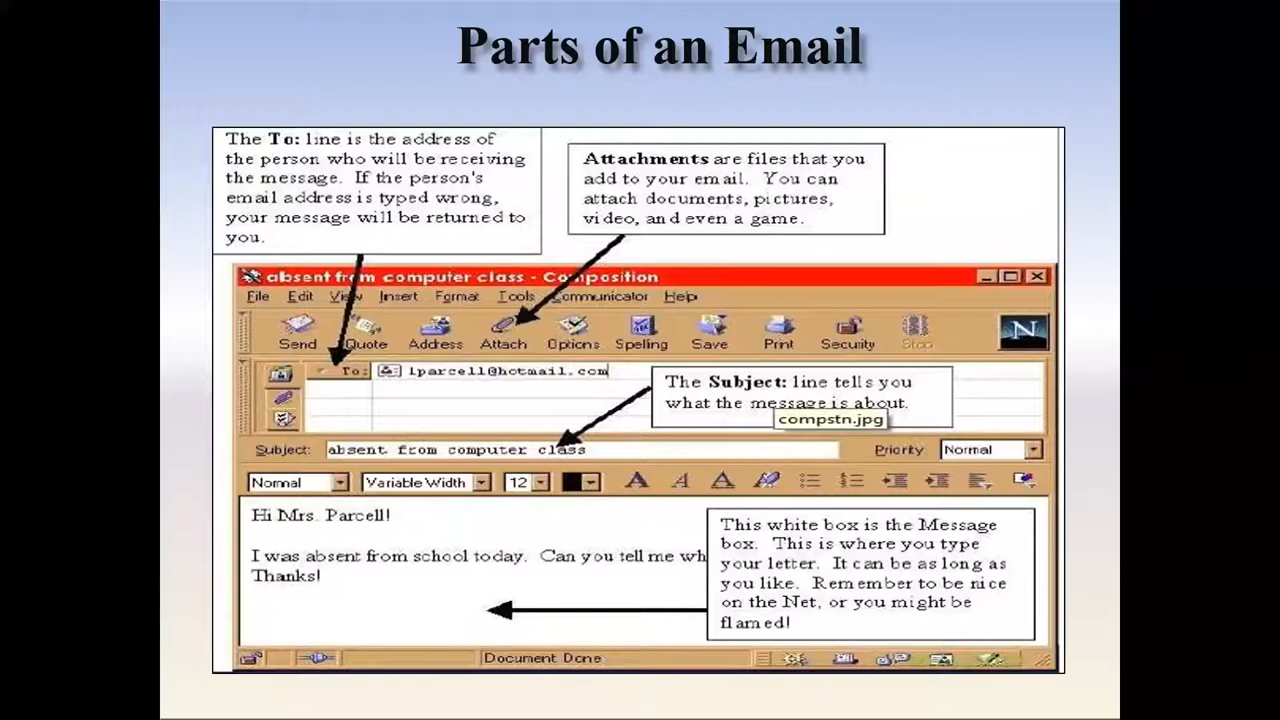 Parts of an Email
The To: line is the address of
the person who will be receiving
the message. If the person's
email address is typed wrong,
your message will be returned to
you.
Attachments are files that you
add to your email. You can
attach documents, pictures,
video, and even a game.
absent from computer class - Composition
File Edit View Insert Format Tools Communicator Help
Send Quote Address Attach Options Spelling Save Print Security Stop
N
To: lparcell@hotmail.com
The Subject: line tells you
what the message is about.
compstn.jpg
Subject: absent from computer class Priority: Normal
Normal Variable Width 12
Hi Mrs. Parcell!
I was absent from school today. Can you tell me wh
Thanks!
This white box is the Message
box. This is where you type
your letter. It can be as long as
you like. Remember to be nice
on the Net, or you might be
flamed!
Document Done